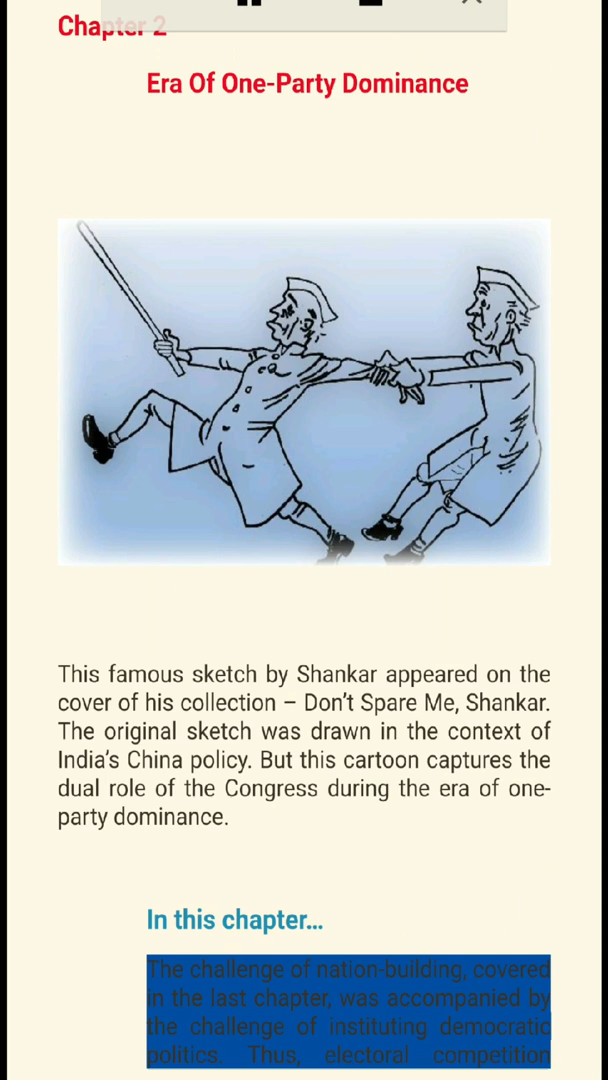 Chapter 2
Era Of One-Party Dominance
This famous sketch by Shankar appeared on the
cover of his collection – Don't Spare Me, Shankar.
The original sketch was drawn in the context of
India's China policy. But this cartoon captures the
dual role of the Congress during the era of one-
party dominance.
In this chapter...
The challenge of nation-building, covered
in the last chapter, was accompanied by
the challenge of instituting democratic
politics. Thus, electoral competition